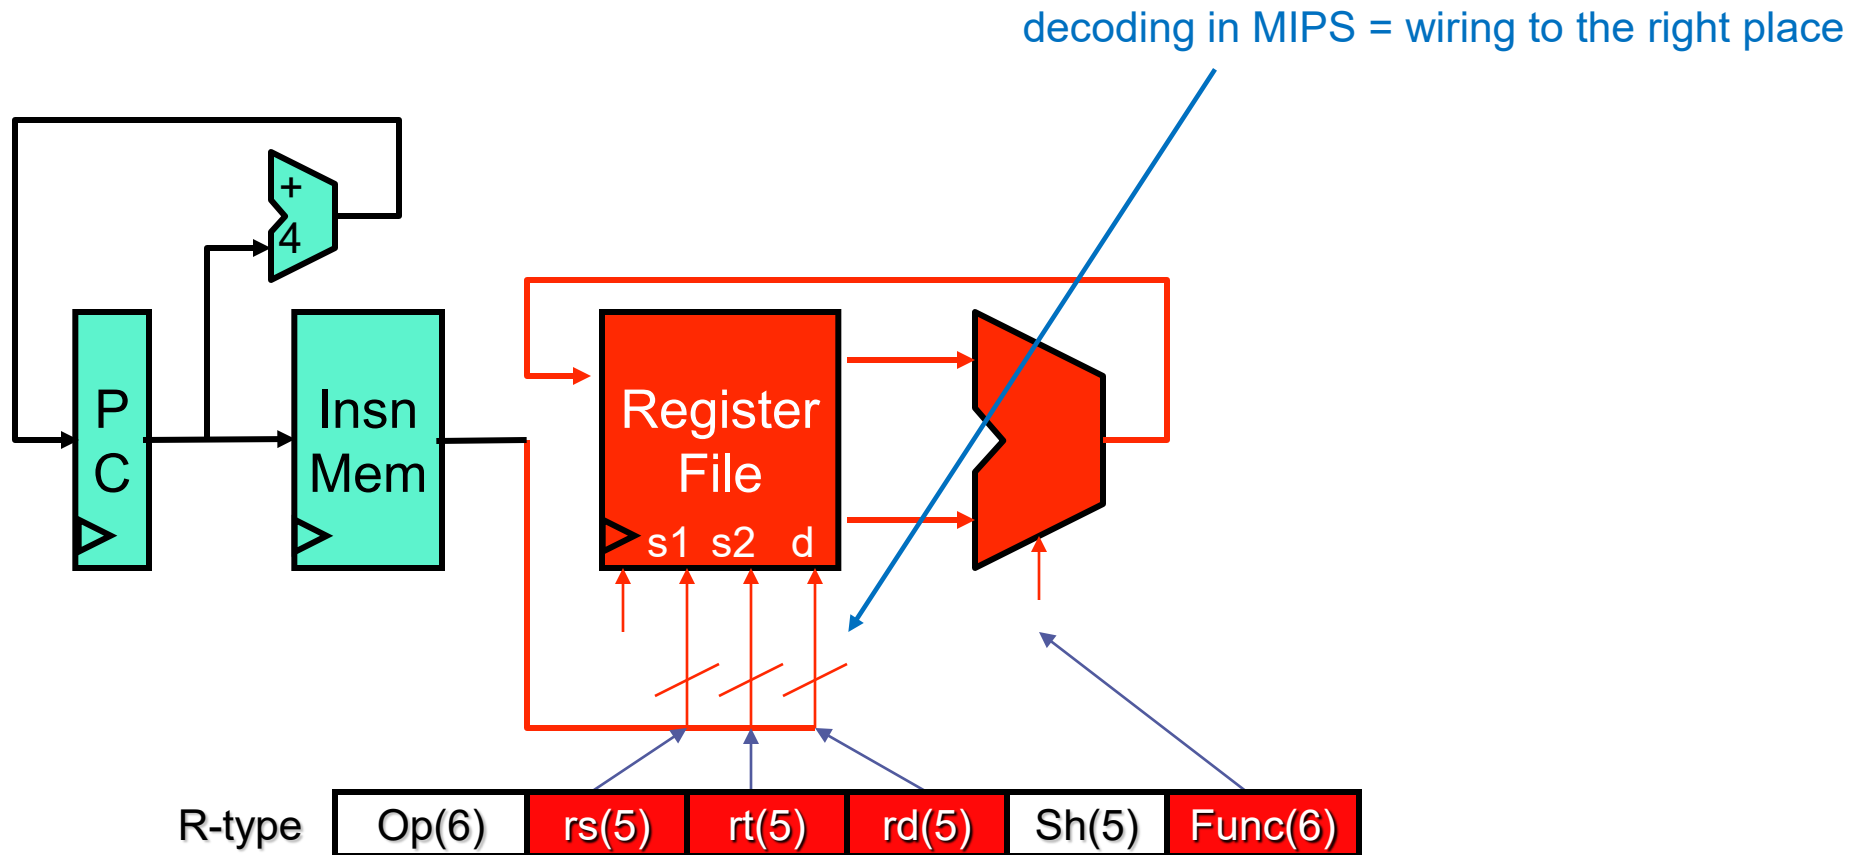 decoding in MIPS = wiring to the right place
+
4
P
C
Insn
Mem
Register
File
s1 s2 d
R-type Op(6) rs(5) rt(5) rd(5) Sh(5) Func(6)